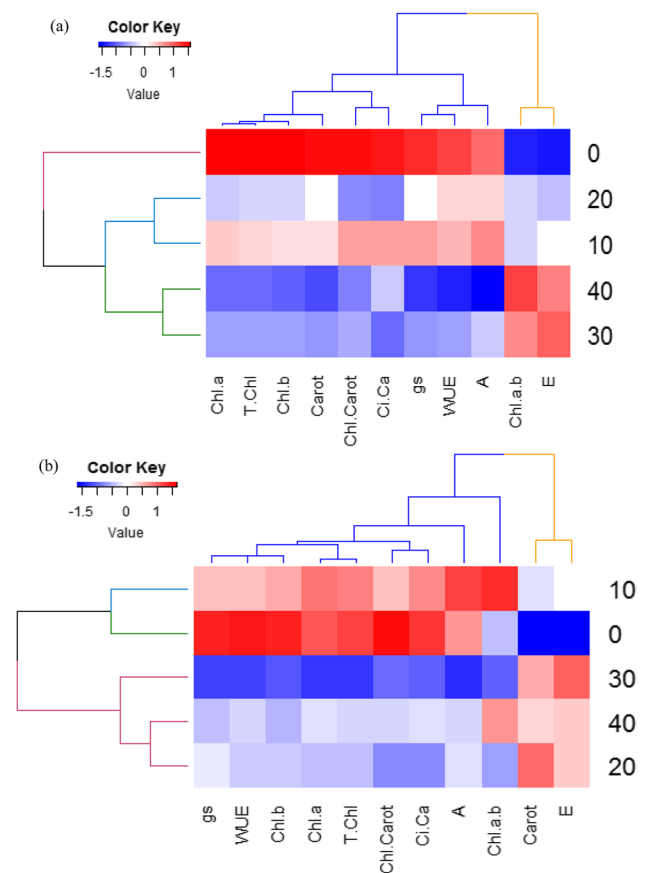 (a)
Color Key
-1.5 0 1
Value
0
20
10
40
30
Chl.a T.Chl Chl.b Carot Chl.Carot Ci.Ca gs WUE A Chl.a.b E
(b)
Color Key
-1.5 0 1
Value
10
0
30
40
20
gs WUE Chl.b Chl.a T.Chl Chl.Carot Ci.Ca A Chl.a.b Carot E